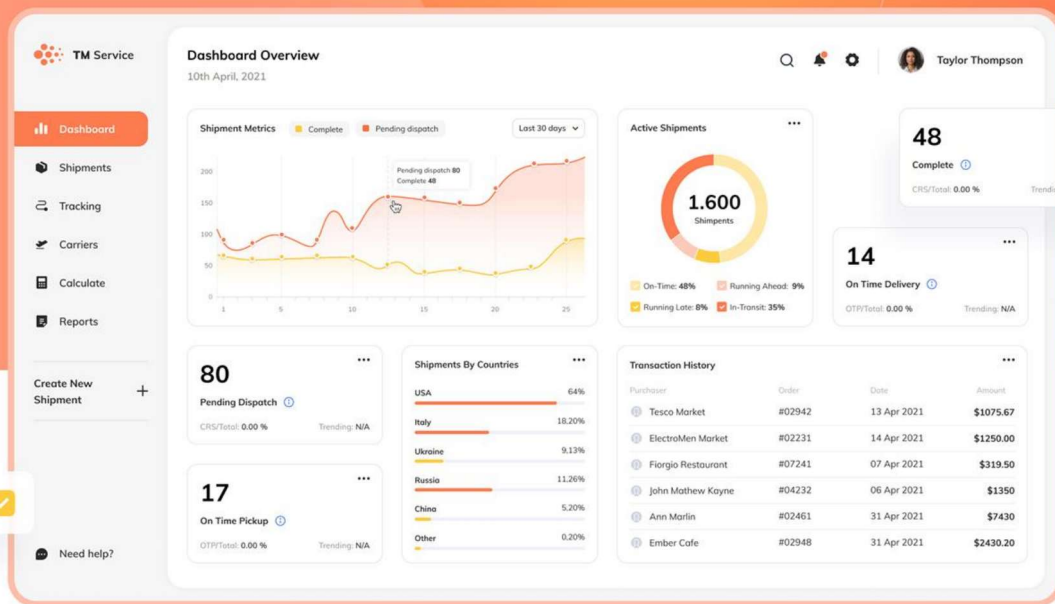 TM Service
Dashboard
Shipments
Tracking
Carriers
Calculate
Reports
Create New
Shipment
Need help?
Dashboard Overview
10th April, 2021
Taylor Thompson
Shipment Metrics
Complete
Pending dispatch
Last 30 days
200
150
100
50
0
1 5 10 15 20 25
Pending dispatch 80
Complete 48
Active Shipments
1.600
Shimpents
On-Time: 48%
Running Ahead: 9%
Running Late: 8%
In-Transit: 35%
48
Complete
CRS/Total: 0.00 %
14
On Time Delivery
OTP/Total: 0.00 % Trending: N/A
80
Pending Dispatch
CRS/Total: 0.00 % Trending: N/A
17
On Time Pickup
OTP/Total: 0.00 % Trending: N/A
Shipments By Countries
USA 64%
Italy 18,20%
Ukraine 9,13%
Russia 11,26%
China 5,20%
Other 0,20%
Transaction History
Purchaser Order Date Amount
Tesco Market #02942 13 Apr 2021 $1075.67
ElectroMen Market #02231 14 Apr 2021 $1250.00
Fiorgio Restaurant #07241 07 Apr 2021 $319.50
John Mathew Kayne #04232 06 Apr 2021 $1350
Ann Marlin #02461 31 Apr 2021 $7430
Ember Cafe #02948 31 Apr 2021 $2430.20